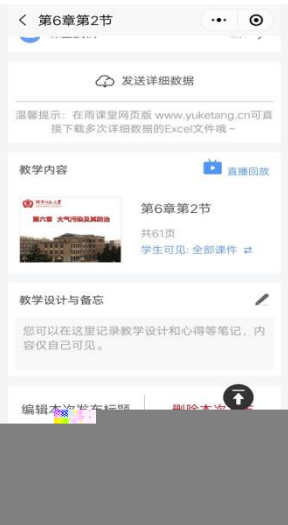 第6章第2节
发送详细数据
温馨提示：在雨课堂网页版 www.yuketang.cn可直
接下载多次详细数据的Excel文件哦～
教学内容
直播回放
第六章 大气污染及其防治
第6章第2节
共61页
学生可见: 全部课件
教学设计与备忘
您可以在这里记录教学设计和心得等笔记，内
容仅自己可见。
编辑本次发布标题
删除本次